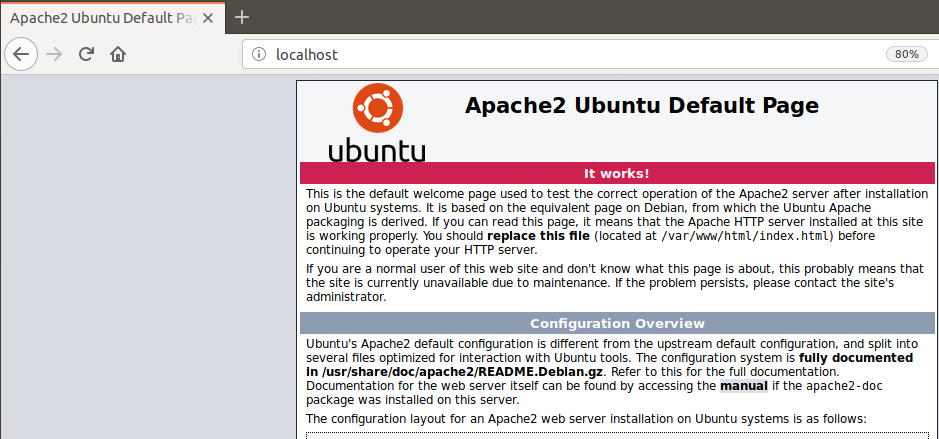 Apache2 Ubuntu Default Pa
localhost
80%
ubuntu
Apache2 Ubuntu Default Page
It works!
This is the default welcome page used to test the correct operation of the Apache2 server after installation
on Ubuntu systems. It is based on the equivalent page on Debian, from which the Ubuntu Apache
packaging is derived. If you can read this page, it means that the Apache HTTP server installed at this site
is working properly. You should replace this file (located at /var/www/html/index.html) before
continuing to operate your HTTP server.
If you are a normal user of this web site and don't know what this page is about, this probably means that
the site is currently unavailable due to maintenance. If the problem persists, please contact the site's
administrator.
Configuration Overview
Ubuntu's Apache2 default configuration is different from the upstream default configuration, and split into
several files optimized for interaction with Ubuntu tools. The configuration system is fully documented
in /usr/share/doc/apache2/README.Debian.gz. Refer to this for the full documentation.
Documentation for the web server itself can be found by accessing the manual if the apache2-doc
package was installed on this server.
The configuration layout for an Apache2 web server installation on Ubuntu systems is as follows: